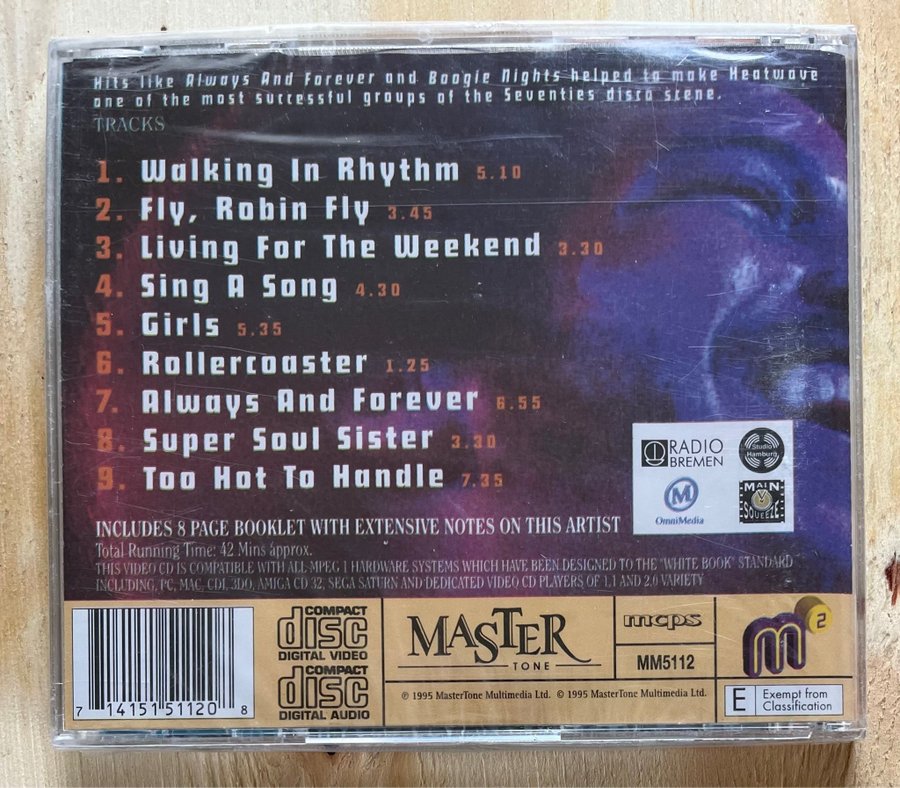 Hits like Always And Forever and Boogie Nights helped to make Heatwave
one of the most successful groups of the Seventies disco scene.
TRACKS
1. Walking In Rhythm 5.10
2. Fly, Robin Fly 3.45
3. Living For The Weekend 3.30
4. Sing A Song 4.30
5. Girls 5.35
6. Rollercoaster 1.25
7. Always And Forever 6.55
8. Super Soul Sister 3.30
9. Too Hot To Handle 7.35
RADIO
BREMEN
Studio
Hamburg
M
OmniMedia
MAIN
SQUEEZE
INCLUDES 8 PAGE BOOKLET WITH EXTENSIVE NOTES ON THIS ARTIST
Total Running Time: 42 Mins approx.
THIS VIDEO CD IS COMPATIBLE WITH ALL MPEG 1 HARDWARE SYSTEMS WHICH HAVE BEEN DESIGNED TO THE "WHITE BOOK" STANDARD
INCLUDING, PC, MAC, CDI, 3DO, AMIGA CD 32, SEGA SATURN AND DEDICATED VIDEO CD PLAYERS OF 1.1 AND 2.0 VARIETY
7 14151 51120 8
COMPACT
disc
DIGITAL VIDEO
COMPACT
disc
DIGITAL AUDIO
MASTER
TONE
mcps
MM5112
℗ 1995 MasterTone Multimedia Ltd. © 1995 MasterTone Multimedia Ltd.
m2
E Exempt from
Classification